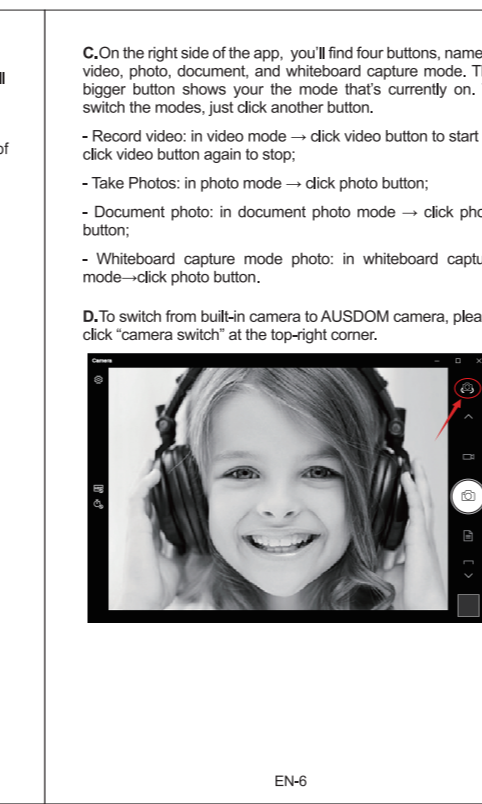 ll
of
C.On the right side of the app, you'll find four buttons, name
video, photo, document, and whiteboard capture mode.
bigger button shows your the mode that's currently on.
switch the modes, just click another button.
- Record video: in video mode → click video button to start
click video button again to stop;
- Take Photos: in photo mode → click photo button;
- Document photo: in document photo mode → click pho
button;
- Whiteboard capture mode photo: in whiteboard captu
mode→click photo button.
D.To switch from built-in camera to AUSDOM camera, plea
click “camera switch” at the top-right corner.
Camera
EN-6